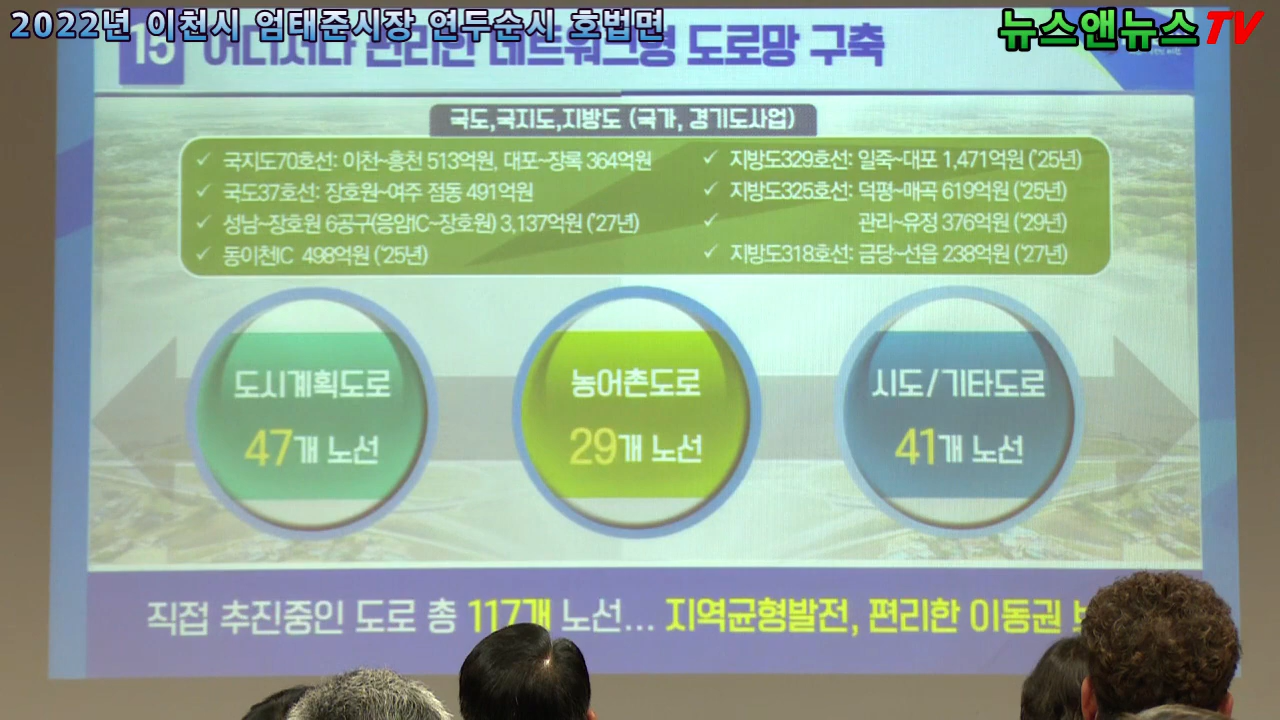 2022년 이천시 엄태준시장 연두순시 호법면
뉴스앤뉴스TV
15 어디서나 편리한 네트워크형 도로망 구축
국도,국지도,지방도 (국가, 경기도사업)
✓ 국지도70호선: 이천~흥천 513억원, 대포~장록 364억원
✓ 국도37호선: 장호원~여주 점동 491억원
✓ 성남~장호원 6공구(응암IC~장호원) 3,137억원 ('27년)
✓ 동이천IC 498억원 ('25년)
✓ 지방도329호선: 일죽~대포 1,471억원 ('25년)
✓ 지방도325호선: 덕평~매곡 619억원 ('25년)
✓ 관리~유정 376억원 ('29년)
✓ 지방도318호선: 금당~선읍 238억원 ('27년)
도시계획도로
47개 노선
농어촌도로
29개 노선
시도/기타도로
41개 노선
직접 추진중인 도로 총 117개 노선... 지역균형발전, 편리한 이동권